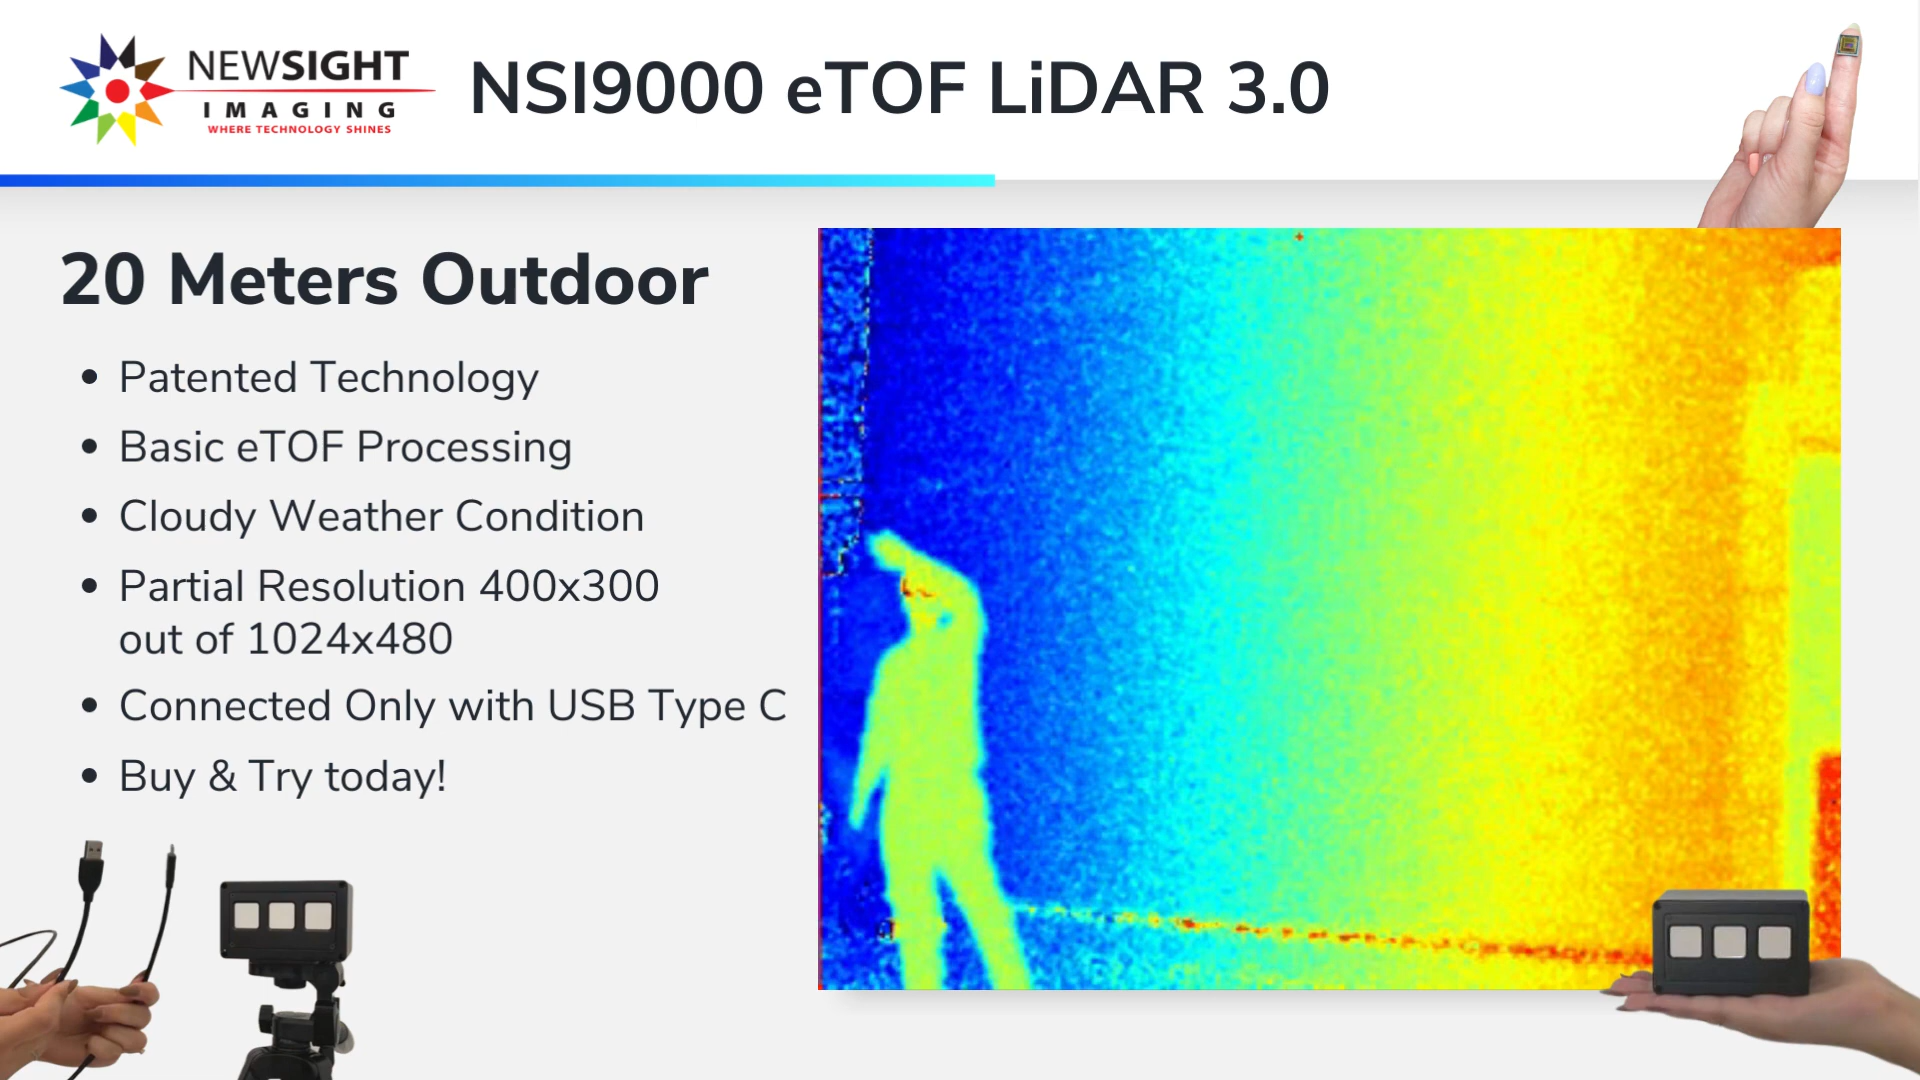 NEWSIGHT
IMAGING
WHERE TECHNOLOGY SHINES
NSI9000 eTOF LiDAR 3.0
20 Meters Outdoor
• Patented Technology
• Basic eTOF Processing
• Cloudy Weather Condition
• Partial Resolution 400x300
out of 1024x480
• Connected Only with USB Type C
• Buy & Try today!